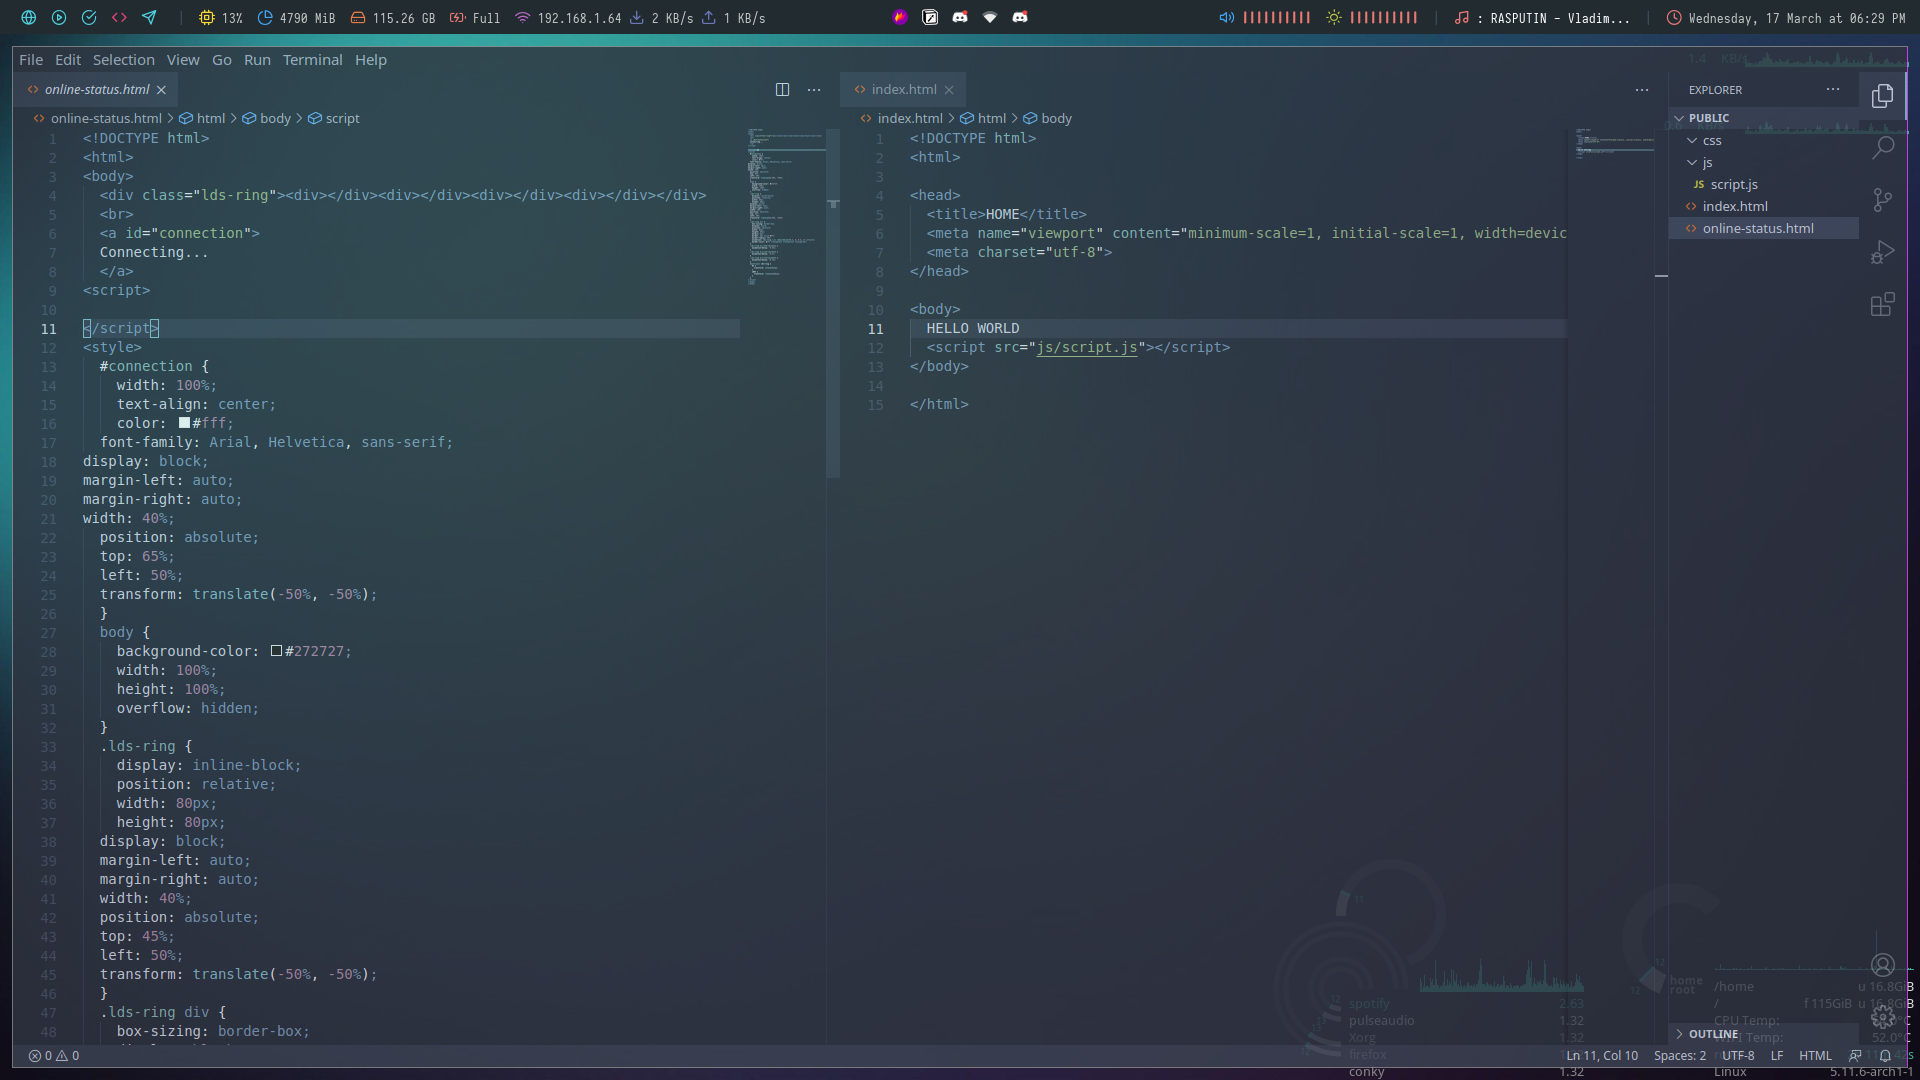 13% 4790 MiB 115.26 GB Full 192.168.1.64 2 KB/s 1 KB/s : RASPUTIN - Vladim... Wednesday, 17 March at 06:29 PM
File Edit Selection View Go Run Terminal Help
online-status.html
online-status.html > html > body > script
1 <!DOCTYPE html>
2 <html>
3 <body>
4 <div class="lds-ring"><div></div><div></div><div></div><div></div></div>
5 <br>
6 <a id="connection">
7 Connecting...
8 </a>
9 <script>
10
11 </script>
12 <style>
13 #connection {
14 width: 100%;
15 text-align: center;
16 color: #fff;
17 font-family: Arial, Helvetica, sans-serif;
18 display: block;
19 margin-left: auto;
20 margin-right: auto;
21 width: 40%;
22 position: absolute;
23 top: 65%;
24 left: 50%;
25 transform: translate(-50%, -50%);
26 }
27 body {
28 background-color: #272727;
29 width: 100%;
30 height: 100%;
31 overflow: hidden;
32 }
33 .lds-ring {
34 display: inline-block;
35 position: relative;
36 width: 80px;
37 height: 80px;
38 display: block;
39 margin-left: auto;
40 margin-right: auto;
41 width: 40%;
42 position: absolute;
43 top: 45%;
44 left: 50%;
45 transform: translate(-50%, -50%);
46 }
47 .lds-ring div {
48 box-sizing: border-box;
index.html
index.html > html > body
1 <!DOCTYPE html>
2 <html>
3
4 <head>
5 <title>HOME</title>
6 <meta name="viewport" content="minimum-scale=1, initial-scale=1, width=devic
7 <meta charset="utf-8">
8 </head>
9
10 <body>
11 HELLO WORLD
12 <script src="js/script.js"></script>
13 </body>
14
15 </html>
1.4 KB/s
EXPLORER
PUBLIC
css
js
JS script.js
index.html
online-status.html
11
12
home
root
12
/home u 16.8GiB
/ f 115GiB u 16.8GiB
CPU Temp:
52.0°C
OUTLINE
spotify 2.63
pulseaudio 1.32
Xorg 1.32
firefox
conky 1.32
Linux 5.11.6-arch1-1
0 0
Ln 11, Col 10 Spaces: 2 UTF-8 LF HTML